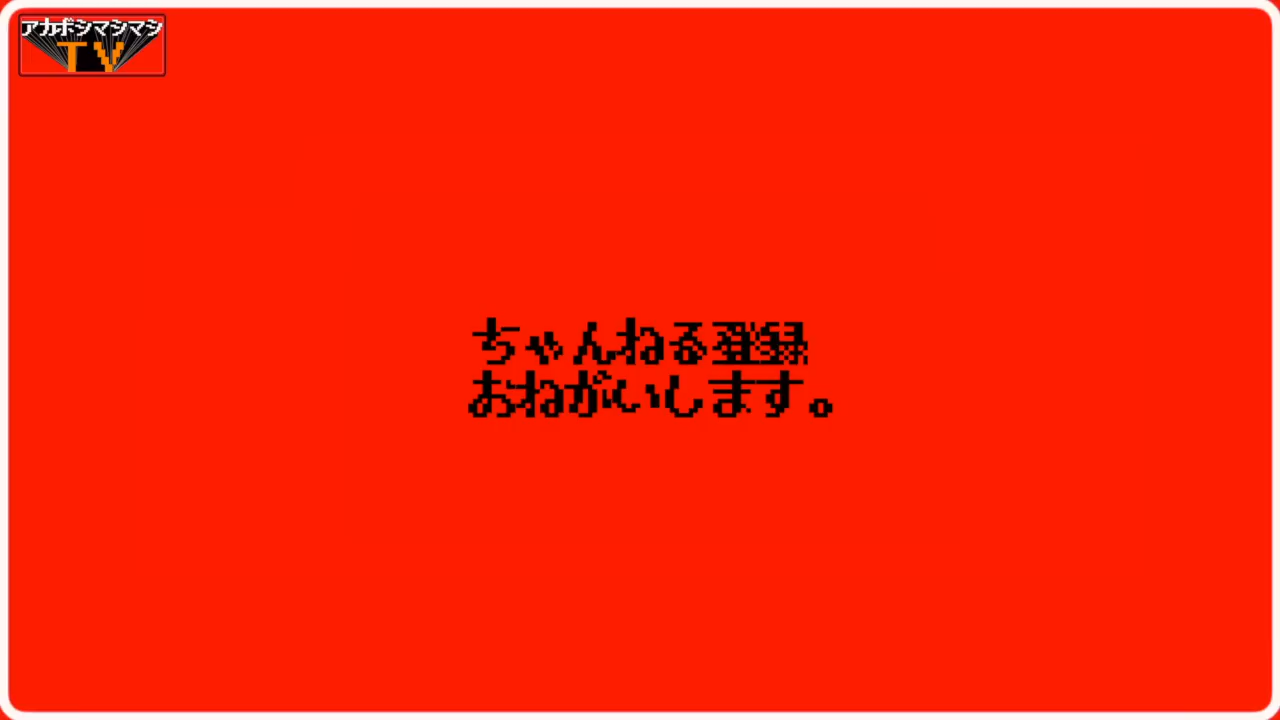 アカボシマシマシ
TV
ちゃんねる登録
おねがいします。